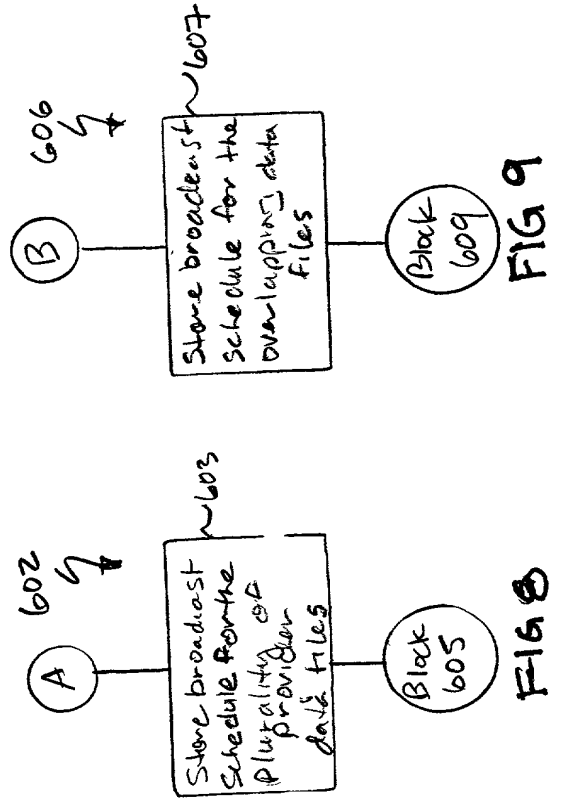 602
A
Store broadcast
schedule for the
plurality of
provider
data files
603
Block
605
FIG 8
606
B
Store broadcast
schedule for the
overlapping data
files
607
Block
609
FIG 9